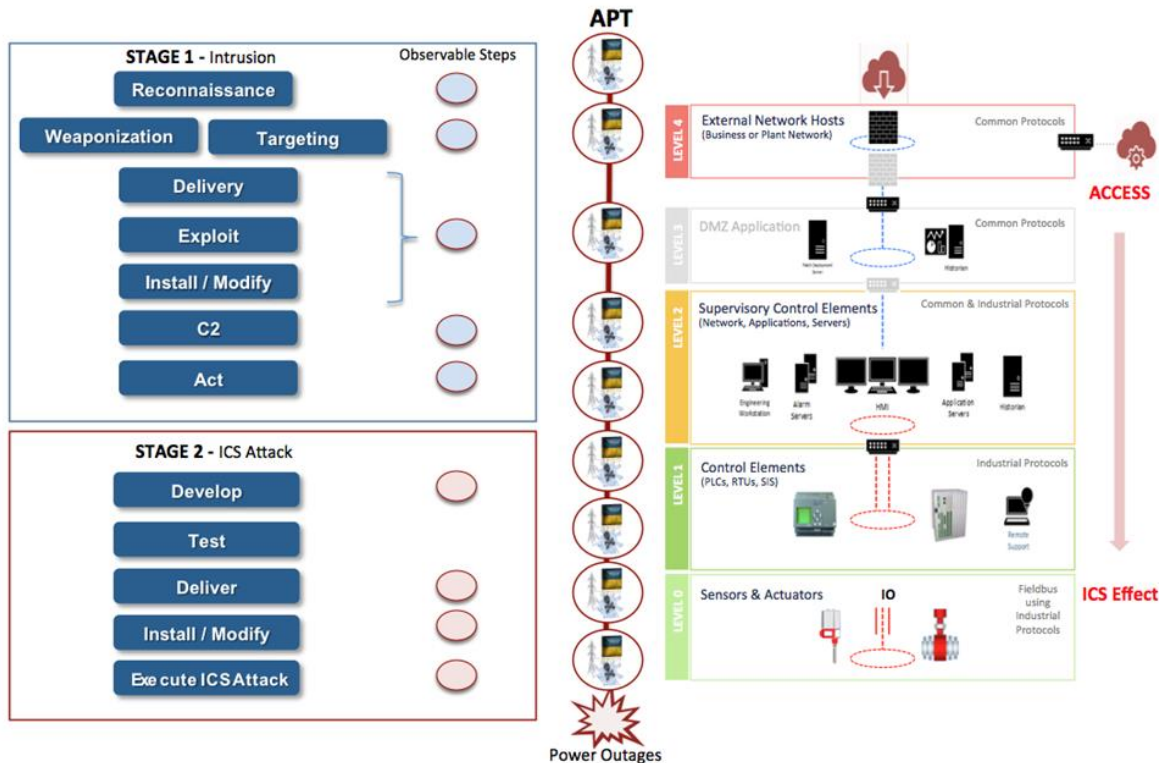 APT
STAGE 1 - Intrusion
Observable Steps
Reconnaissance
Weaponization
Targeting
Delivery
Exploit
Install / Modify
C2
Act
STAGE 2 - ICS Attack
Develop
Test
Deliver
Install / Modify
Execute ICS Attack
Power Outages
LEVEL 4
External Network Hosts
(Business or Plant Network)
Common Protocols
ACCESS
LEVEL 3
DMZ Application
Common Protocols
Server
Historian
LEVEL 2
Supervisory Control Elements
(Network, Applications, Servers)
Common & Industrial Protocols
Engineering
Workstation
Alarm
Servers
HMI
Application
Servers
Historian
LEVEL 1
Control Elements
(PLCs, RTUs, SIS)
Industrial Protocols
Remote
Support
LEVEL 0
Sensors & Actuators
IO
Fieldbus
using
Industrial
Protocols
ICS Effect